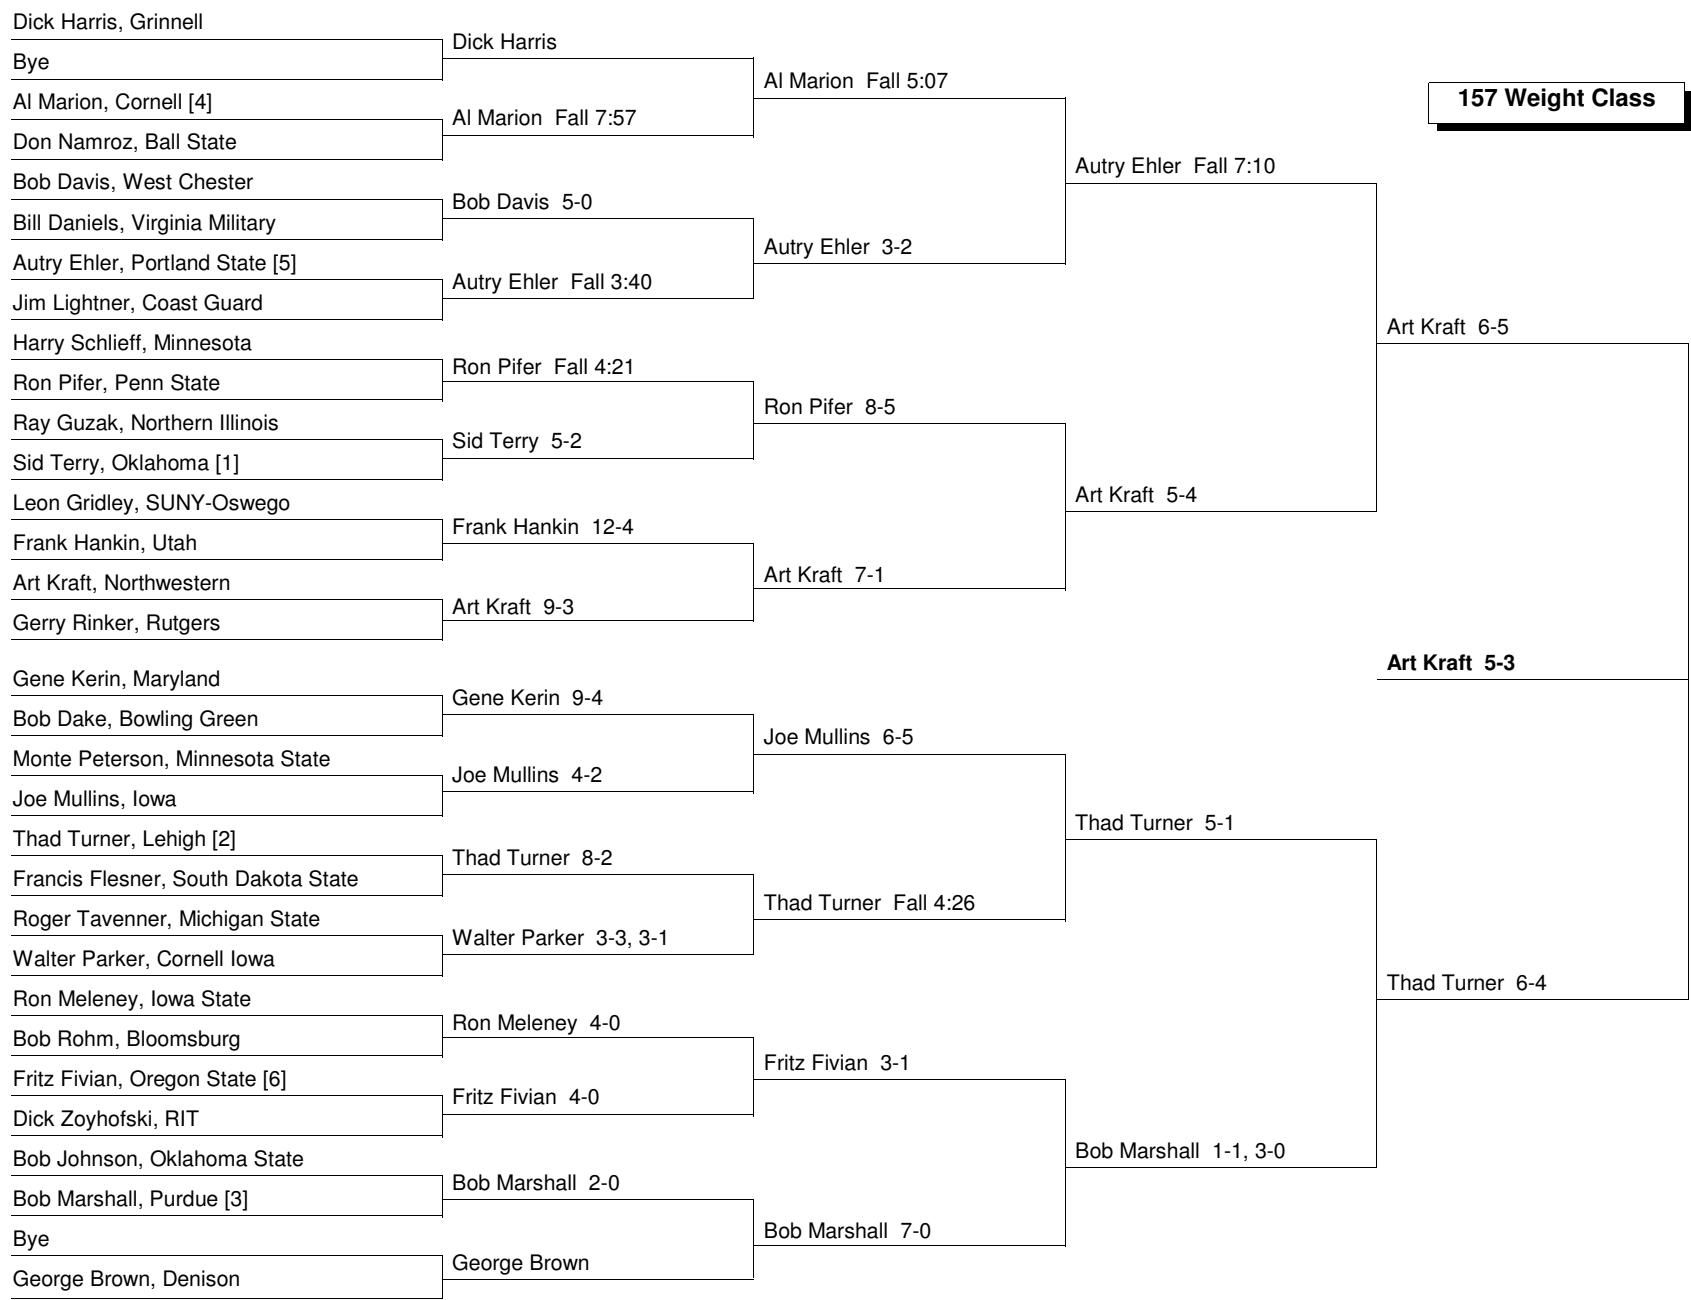 Dick Harris, Grinnell
Bye
Al Marion, Cornell [4]
Don Namroz, Ball State
Bob Davis, West Chester
Bill Daniels, Virginia Military
Autry Ehler, Portland State [5]
Jim Lightner, Coast Guard
Harry Schlieff, Minnesota
Ron Pifer, Penn State
Ray Guzak, Northern Illinois
Sid Terry, Oklahoma [1]
Leon Gridley, SUNY-Oswego
Frank Hankin, Utah
Art Kraft, Northwestern
Gerry Rinker, Rutgers
Gene Kerin, Maryland
Bob Dake, Bowling Green
Monte Peterson, Minnesota State
Joe Mullins, Iowa
Thad Turner, Lehigh [2]
Francis Flesner, South Dakota State
Roger Tavenner, Michigan State
Walter Parker, Cornell Iowa
Ron Meleney, Iowa State
Bob Rohm, Bloomsburg
Fritz Fivian, Oregon State [6]
Dick Zoyhofski, RIT
Bob Johnson, Oklahoma State
Bob Marshall, Purdue [3]
Bye
George Brown, Denison
Dick Harris
Al Marion Fall 7:57
Bob Davis 5-0
Autry Ehler Fall 3:40
Ron Pifer Fall 4:21
Sid Terry 5-2
Frank Hankin 12-4
Art Kraft 9-3
Gene Kerin 9-4
Joe Mullins 4-2
Thad Turner 8-2
Walter Parker 3-3, 3-1
Ron Meleney 4-0
Fritz Fivian 4-0
Bob Marshall 2-0
George Brown
Al Marion Fall 5:07
Autry Ehler 3-2
Ron Pifer 8-5
Art Kraft 7-1
Joe Mullins 6-5
Thad Turner Fall 4:26
Fritz Fivian 3-1
Bob Marshall 7-0
Autry Ehler Fall 7:10
Art Kraft 5-4
Thad Turner 5-1
Bob Marshall 1-1, 3-0
157 Weight Class
Art Kraft 6-5
Art Kraft 5-3
Thad Turner 6-4